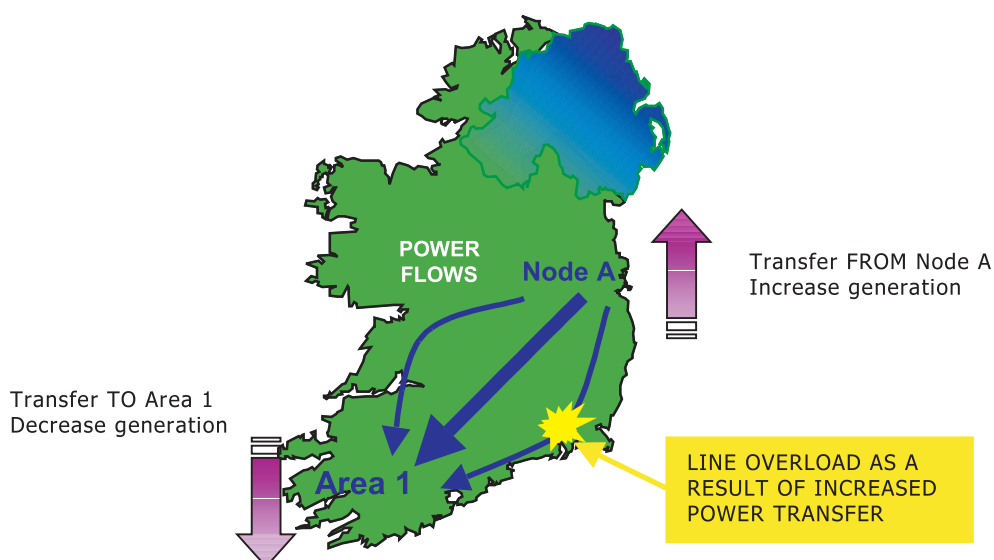 POWER
FLOWS
Node A
Transfer FROM Node A
Increase generation
Transfer TO Area 1
Decrease generation
Area 1
LINE OVERLOAD AS A
RESULT OF INCREASED
POWER TRANSFER